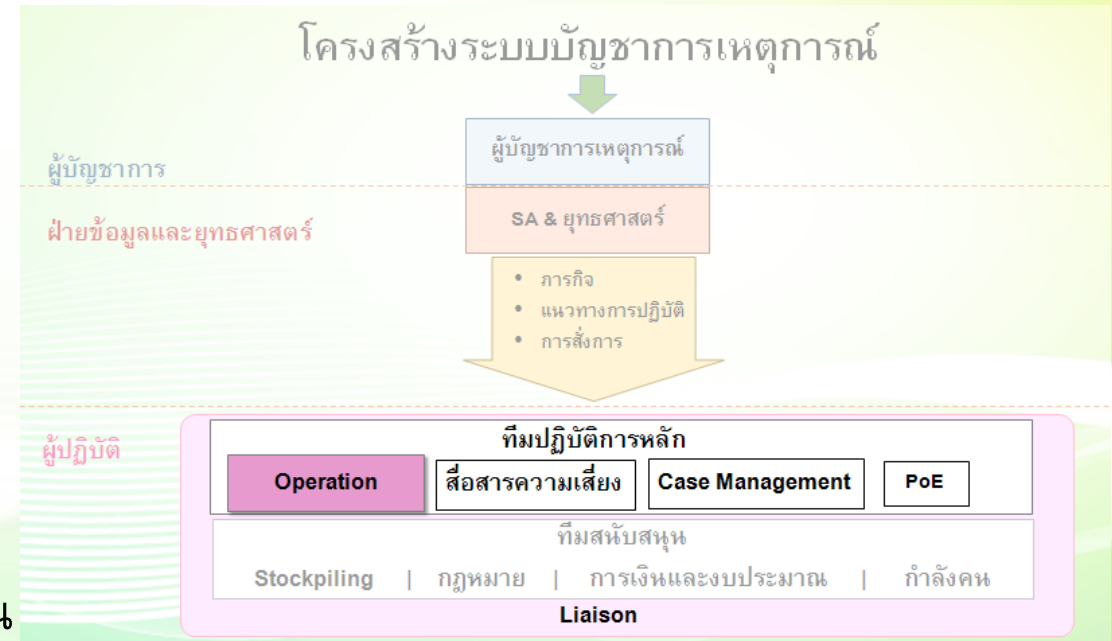 โครงสร้างระบบบัญชาการเหตุการณ์
ผู้บัญชาการเหตุการณ์
ผู้บัญชาการ
SA & ยุทธศาสตร์
ฝ่ายข้อมูลและยุทธศาสตร์
• ภารกิจ
• แนวทางการปฏิบัติ
• การสั่งการ
ผู้ปฏิบัติ
ทีมปฏิบัติการหลัก
Operation สื่อสารความเสี่ยง Case Management PoE
ทีมสนับสนุน
Stockpiling | กฎหมาย | การเงินและงบประมาณ | กำลังคน
Liaison